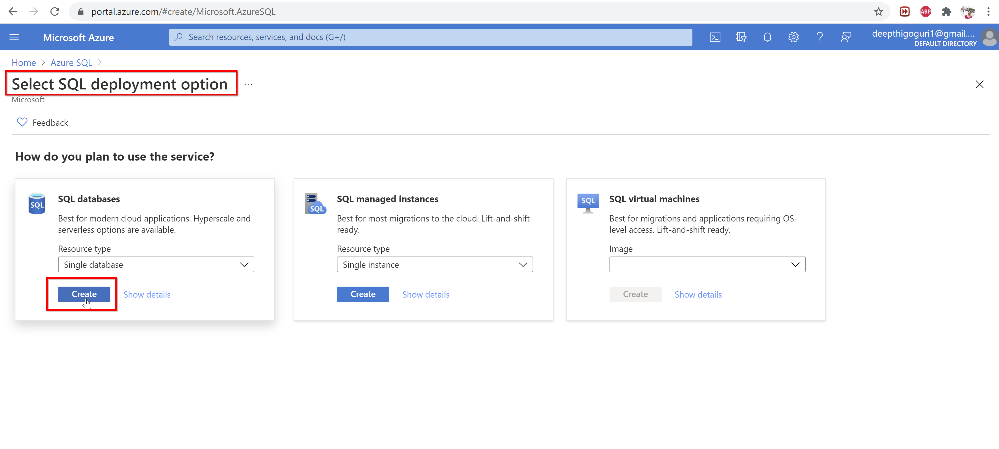 portal.azure.com/#create/Microsoft.AzureSQL
ABP
Microsoft Azure
Search resources, services, and docs (G+/)
deepthigoguri1@gmail....
DEFAULT DIRECTORY
Home > Azure SQL >
Select SQL deployment option ...
Microsoft
Feedback
How do you plan to use the service?
SQL
SQL databases
Best for modern cloud applications. Hyperscale and
serverless options are available.
Resource type
Single database
Create Show details
SQL
SQL managed instances
Best for most migrations to the cloud. Lift-and-shift
ready.
Resource type
Single instance
Create Show details
SQL
SQL virtual machines
Best for migrations and applications requiring OS-
level access. Lift-and-shift ready.
Image
Create Show details